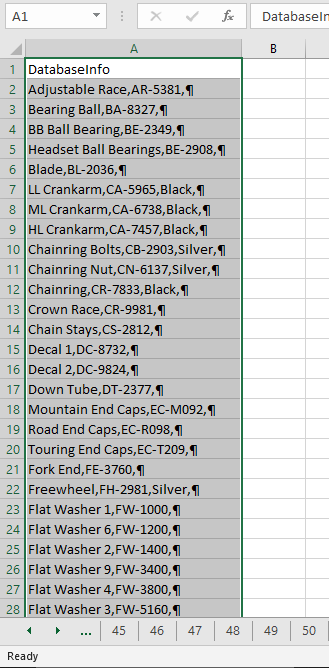 A1
fx
DatabaseIn
A
B
1 DatabaseInfo
2 Adjustable Race,AR-5381,¶
3 Bearing Ball,BA-8327,¶
4 BB Ball Bearing,BE-2349,¶
5 Headset Ball Bearings,BE-2908,¶
6 Blade,BL-2036,¶
7 LL Crankarm,CA-5965,Black,¶
8 ML Crankarm,CA-6738,Black,¶
9 HL Crankarm,CA-7457,Black,¶
10 Chainring Bolts,CB-2903,Silver,¶
11 Chainring Nut,CN-6137,Silver,¶
12 Chainring,CR-7833,Black,¶
13 Crown Race,CR-9981,¶
14 Chain Stays,CS-2812,¶
15 Decal 1,DC-8732,¶
16 Decal 2,DC-9824,¶
17 Down Tube,DT-2377,¶
18 Mountain End Caps,EC-M092,¶
19 Road End Caps,EC-R098,¶
20 Touring End Caps,EC-T209,¶
21 Fork End,FE-3760,¶
22 Freewheel,FH-2981,Silver,¶
23 Flat Washer 1,FW-1000,¶
24 Flat Washer 6,FW-1200,¶
25 Flat Washer 2,FW-1400,¶
26 Flat Washer 9,FW-3400,¶
27 Flat Washer 4,FW-3800,¶
28 Flat Washer 3,FW-5160,¶
... 45 46 47 48 49 50
Ready